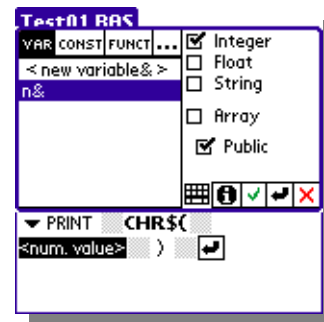 Test01.BAS
VAR CONST FUNCT ...
< new variable& >
n&
Integer
Float
String
Array
Public
PRINT CHR$(
<num. value> )